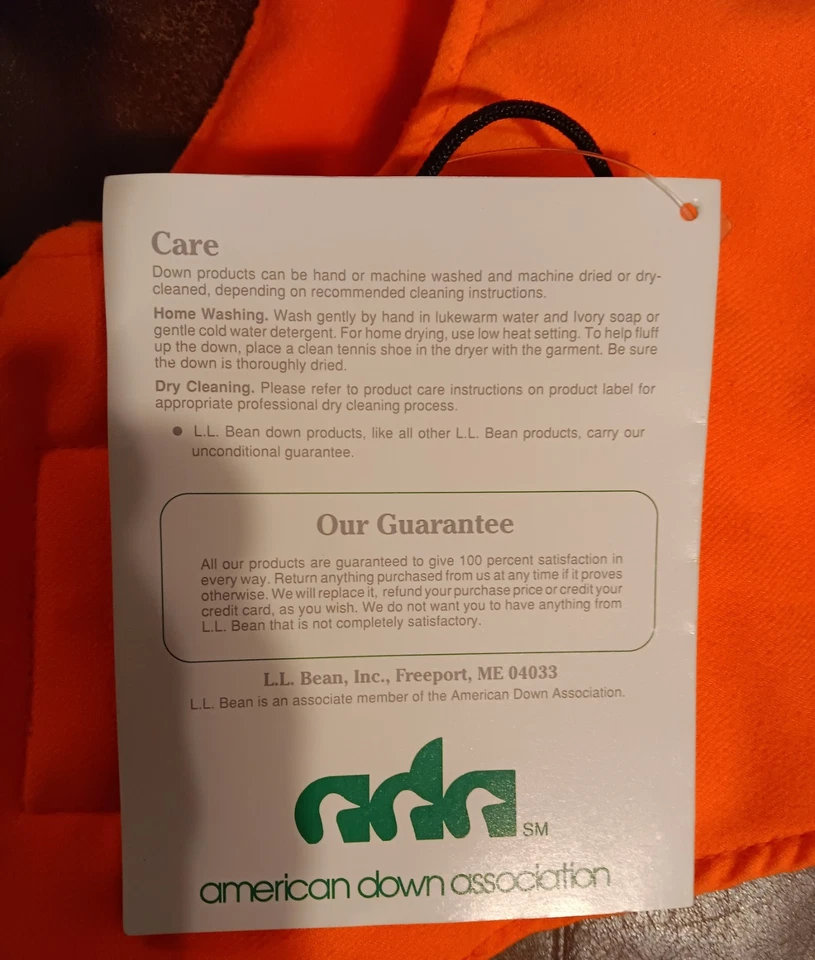 Care
Down products can be hand or machine washed and machine dried or dry-
cleaned, depending on recommended cleaning instructions.
Home Washing. Wash gently by hand in lukewarm water and Ivory soap or
gentle cold water detergent. For home drying, use low heat setting. To help fluff
up the down, place a clean tennis shoe in the dryer with the garment. Be sure
the down is thoroughly dried.
Dry Cleaning. Please refer to product care instructions on product label for
appropriate professional dry cleaning process.
● L.L. Bean down products, like all other L.L. Bean products, carry our
unconditional guarantee.
Our Guarantee
All our products are guaranteed to give 100 percent satisfaction in
every way. Return anything purchased from us at any time if it proves
otherwise. We will replace it, refund your purchase price or credit your
credit card, as you wish. We do not want you to have anything from
L.L. Bean that is not completely satisfactory.
L.L. Bean, Inc., Freeport, ME 04033
L.L. Bean is an associate member of the American Down Association.
ada SM
american down association